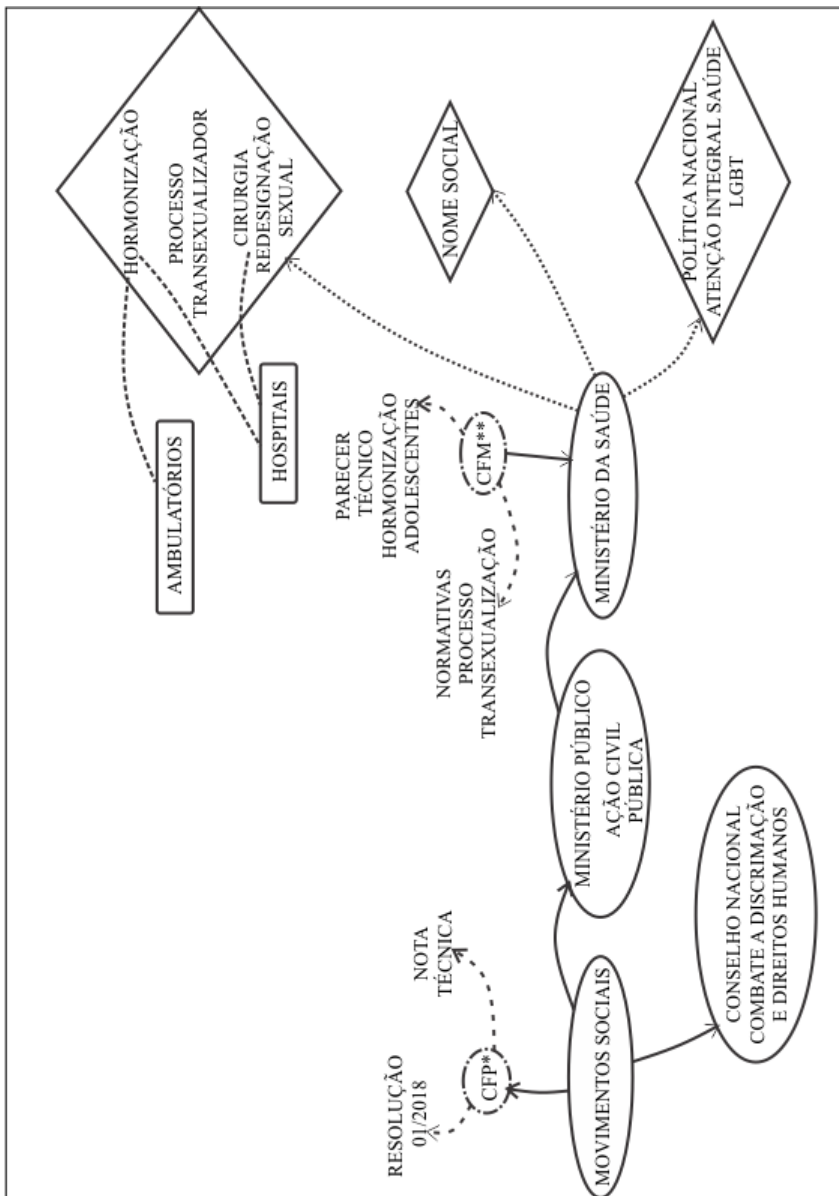 RESOLUÇÃO
01/2018
NOTA
TÉCNICA
CFP*
MOVIMENTOS SOCIAIS
CONSELHO NACIONAL
COMBATE A DISCRIMAÇÃO
E DIREITOS HUMANOS
MINISTÉRIO PÚBLICO
AÇÃO CIVIL
PÚBLICA
NORMATIVAS
PROCESSO
TRANSEXUALIZAÇÃO
PARECER
TÉCNICO
HORMONIZAÇÃO
ADOLESCENTES
CFM**
MINISTÉRIO DA SAÚDE
AMBULATÓRIOS
HOSPITAIS
HORMONIZAÇÃO
PROCESSO
TRANSEXUALIZADOR
CIRURGIA
REDESIGNAÇÃO
SEXUAL
NOME SOCIAL
POLÍTICA NACIONAL
ATENÇÃO INTEGRAL SAÚDE
LGBT